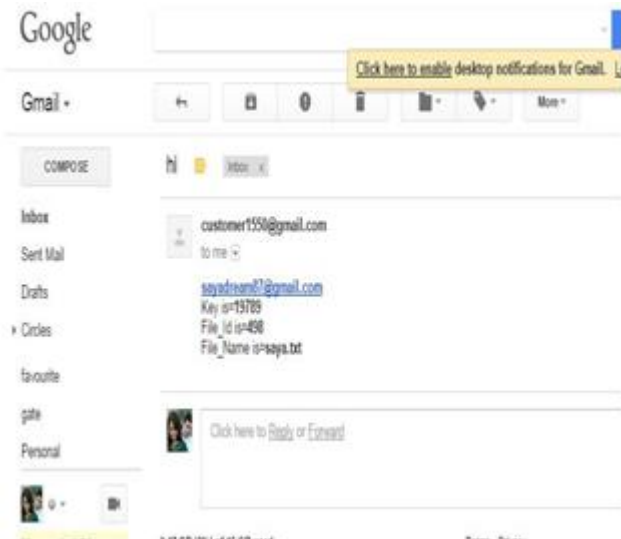 Google
Click here to enable desktop notifications for Gmail.
Gmail
More
COMPOSE
hi
Inbox x
Inbox
customer1550@gmail.com
Sent Mail
to me
Drafts
sayadream87@gmail.com
Key is=19789
Circles
File_Id is=498
File_Name is=saya.txt
favourite
gate
Click here to Reply or Forward
Personal